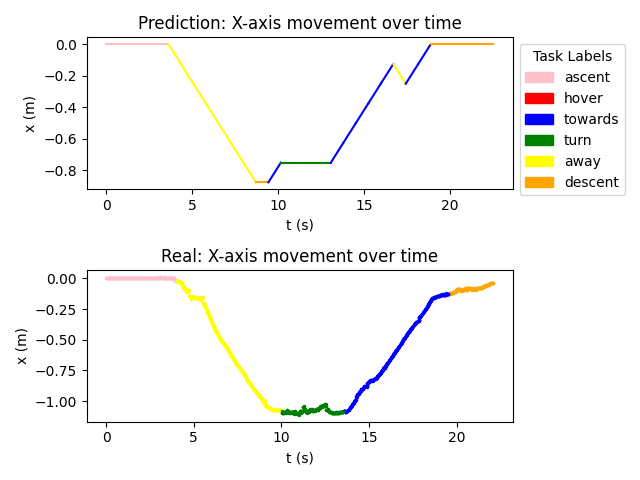 Prediction: X-axis movement over time
x (m)
0.0
−0.2
−0.4
−0.6
−0.8
0 5 10 15 20
t (s)
Task Labels
ascent
hover
towards
turn
away
descent
Real: X-axis movement over time
x (m)
0.00
−0.25
−0.50
−0.75
−1.00
0 5 10 15 20
t (s)